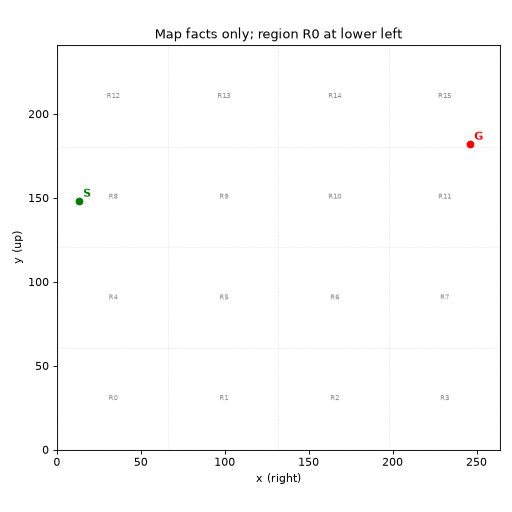 Map facts only; region R0 at lower left
y (up)
200
150
100
50
0
R12 R13 R14 R15
G
S
R8 R9 R10 R11
R4 R5 R6 R7
R0 R1 R2 R3
0 50 100 150 200 250
x (right)